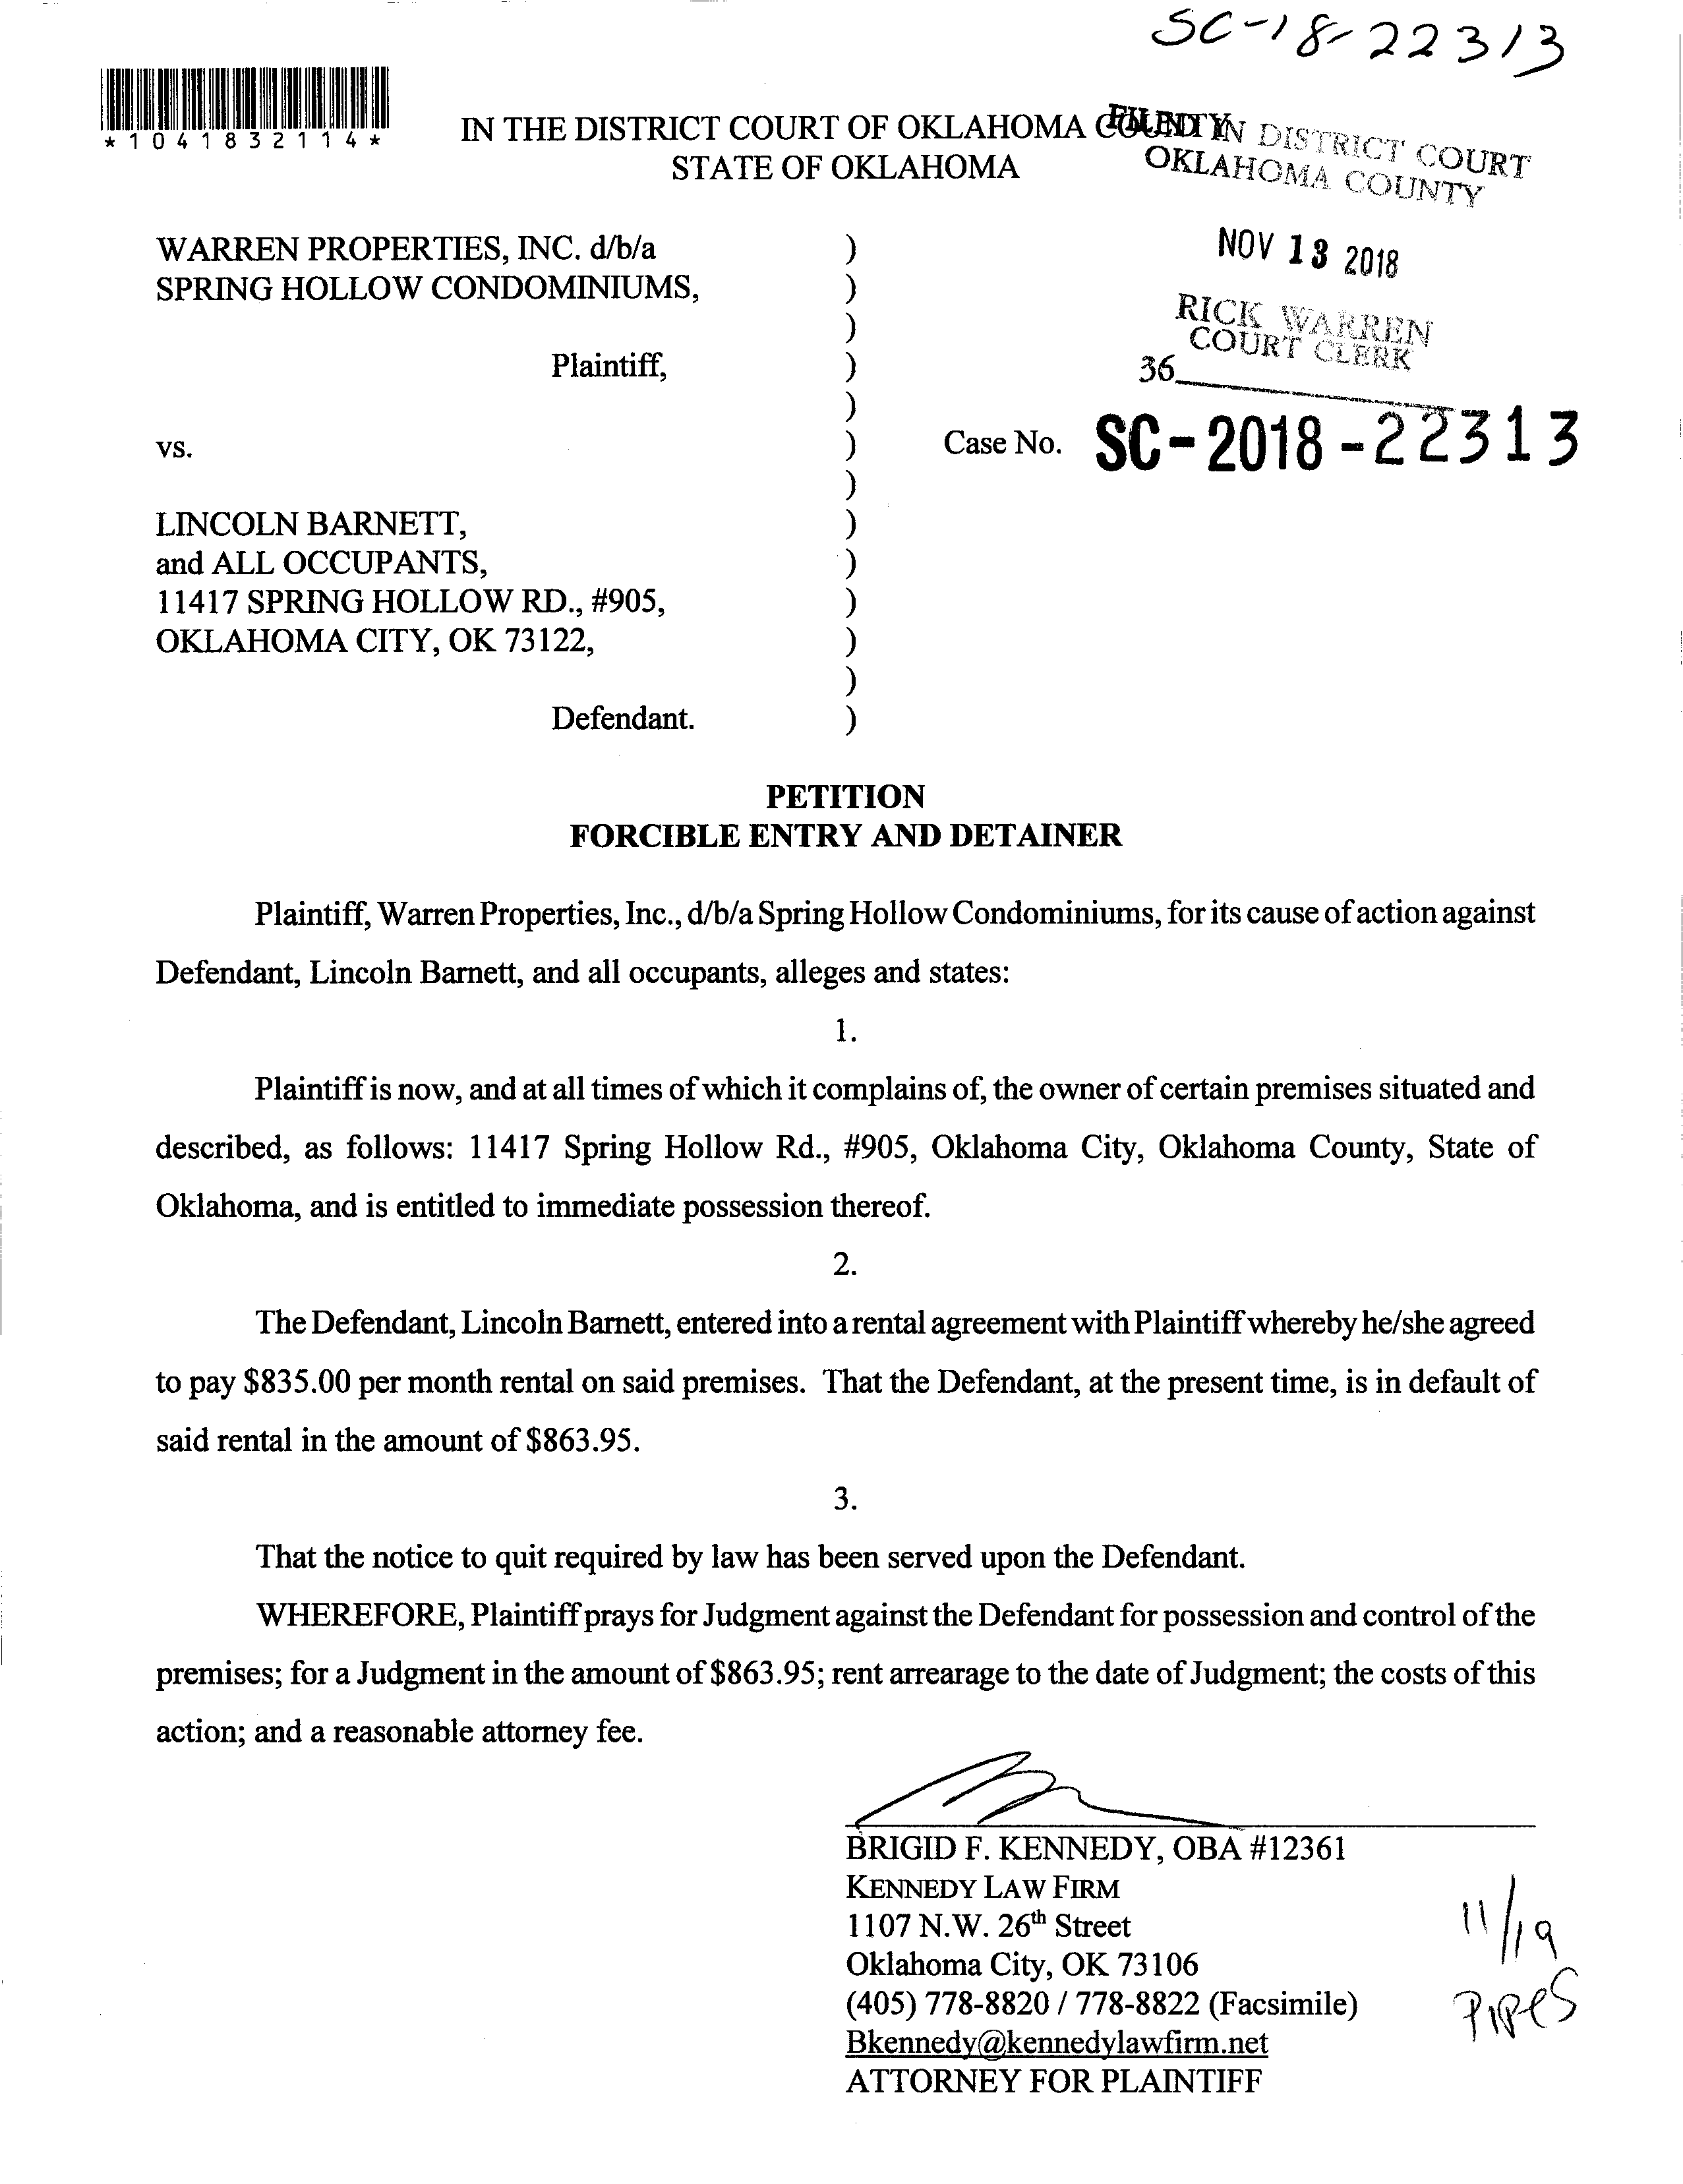 SC-18-22313
*1041832114*
IN THE DISTRICT COURT OF OKLAHOMA COUNTY
STATE OF OKLAHOMA
FILED IN DISTRICT COURT
OKLAHOMA COUNTY
NOV 13 2018
RICK WARREN
COURT CLERK
36
WARREN PROPERTIES, INC. d/b/a )
SPRING HOLLOW CONDOMINIUMS, )
)
Plaintiff, )
)
vs. ) Case No. SC-2018-22313
)
LINCOLN BARNETT, )
and ALL OCCUPANTS, )
11417 SPRING HOLLOW RD., #905, )
OKLAHOMA CITY, OK 73122, )
)
Defendant. )
PETITION
FORCIBLE ENTRY AND DETAINER
Plaintiff, Warren Properties, Inc., d/b/a Spring Hollow Condominiums, for its cause of action against
Defendant, Lincoln Barnett, and all occupants, alleges and states:
1.
Plaintiff is now, and at all times of which it complains of, the owner of certain premises situated and
described, as follows: 11417 Spring Hollow Rd., #905, Oklahoma City, Oklahoma County, State of
Oklahoma, and is entitled to immediate possession thereof.
2.
The Defendant, Lincoln Barnett, entered into a rental agreement with Plaintiff whereby he/she agreed
to pay $835.00 per month rental on said premises. That the Defendant, at the present time, is in default of
said rental in the amount of $863.95.
3.
That the notice to quit required by law has been served upon the Defendant.
WHEREFORE, Plaintiff prays for Judgment against the Defendant for possession and control of the
premises; for a Judgment in the amount of $863.95; rent arrearage to the date of Judgment; the costs of this
action; and a reasonable attorney fee.
BRIGID F. KENNEDY, OBA #12361
KENNEDY LAW FIRM
1107 N.W. 26th Street
Oklahoma City, OK 73106
(405) 778-8820 / 778-8822 (Facsimile)
Bkennedy@kennedylawfirm.net
ATTORNEY FOR PLAINTIFF
11/19
PIPES